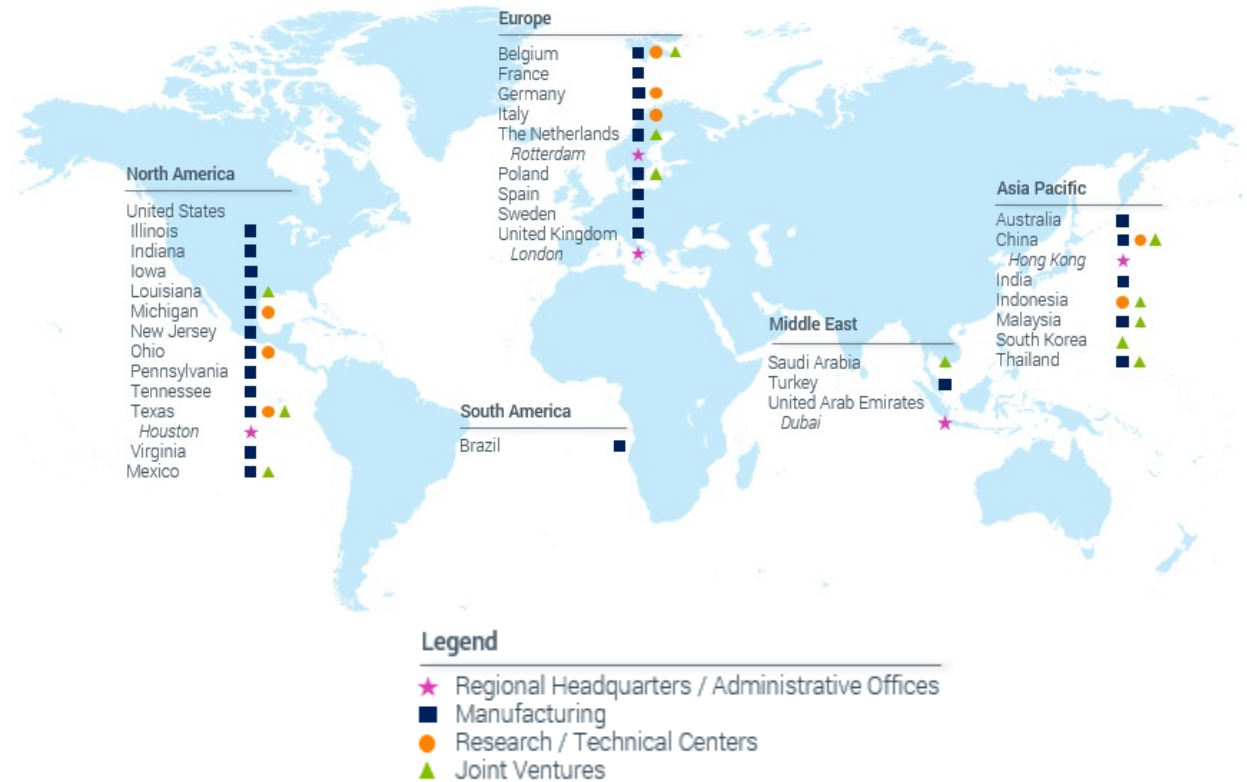 Europe
Belgium
France
Germany
Italy
The Netherlands
Rotterdam
Poland
Spain
Sweden
United Kingdom
London
North America
United States
Illinois
Indiana
Iowa
Louisiana
Michigan
New Jersey
Ohio
Pennsylvania
Tennessee
Texas
Houston
Virginia
Mexico
South America
Brazil
Middle East
Saudi Arabia
Turkey
United Arab Emirates
Dubai
Asia Pacific
Australia
China
Hong Kong
India
Indonesia
Malaysia
South Korea
Thailand
Legend
Regional Headquarters / Administrative Offices
Manufacturing
Research / Technical Centers
Joint Ventures